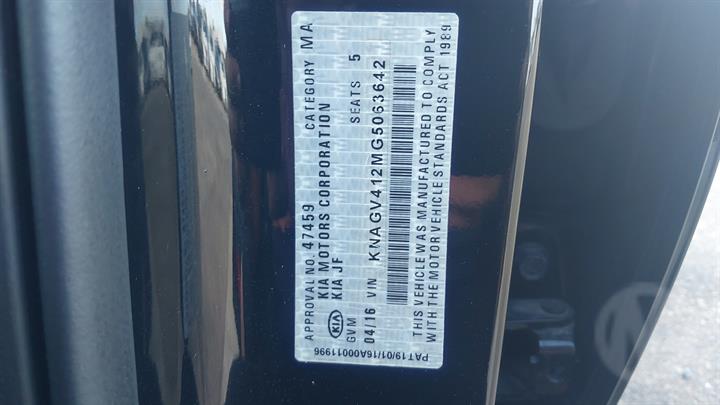 APPROVAL NO. 47459 CATEGORY MA
KIA MOTORS CORPORATION
KIA JF
KIA
GVM SEATS 5
04/16 VIN KNAGV412MG5063642
THIS VEHICLE WAS MANUFACTURED TO COMPLY
WITH THE MOTOR VEHICLE STANDARDS ACT 1989
PAT19/01/16A00011996